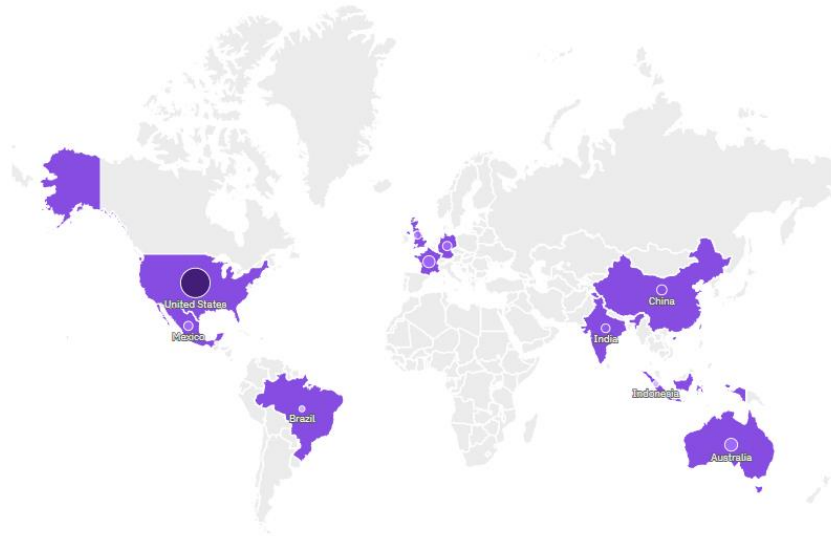 United States
Mexico
China
India
Indonesia
Brazil
Australia